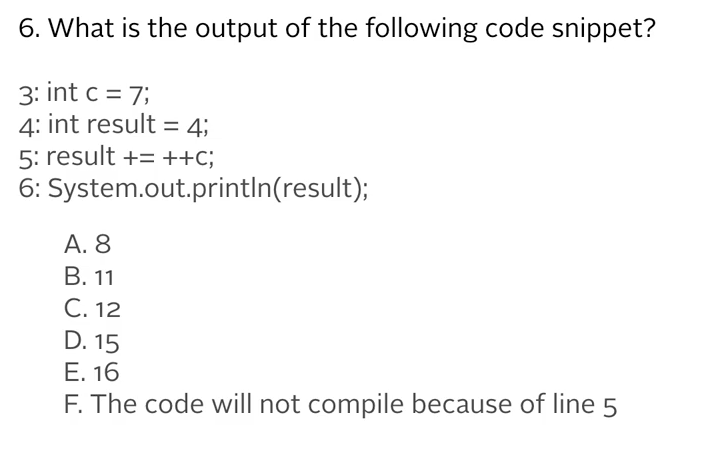 6. What is the output of the following code snippet?
3: int c = 7;
4: int result = 4;
5: result += ++c;
6: System.out.println(result);
A. 8
B. 11
C. 12
D. 15
E. 16
F. The code will not compile because of line 5